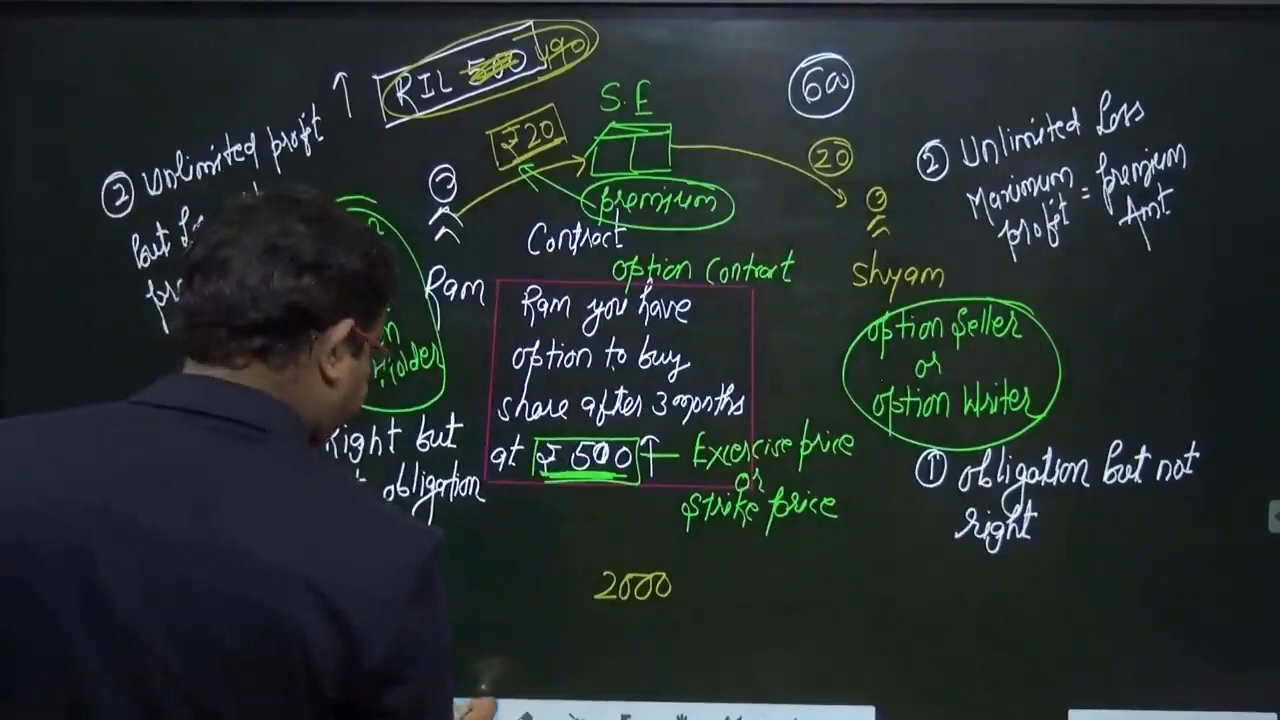 RIL 500 490
S.E
600
₹20
20
premium
② Unlimited profit
but
Ram
Contract
option Contract
Ram you have
option to buy
share after 3 months
at ₹500
Exercise price
or
Strike price
Holder
Right but
obligation
Shyam
option Seller
or
option Writer
② Unlimited Loss
Maximum profit = premium Amt
① obligation but not
right
2000